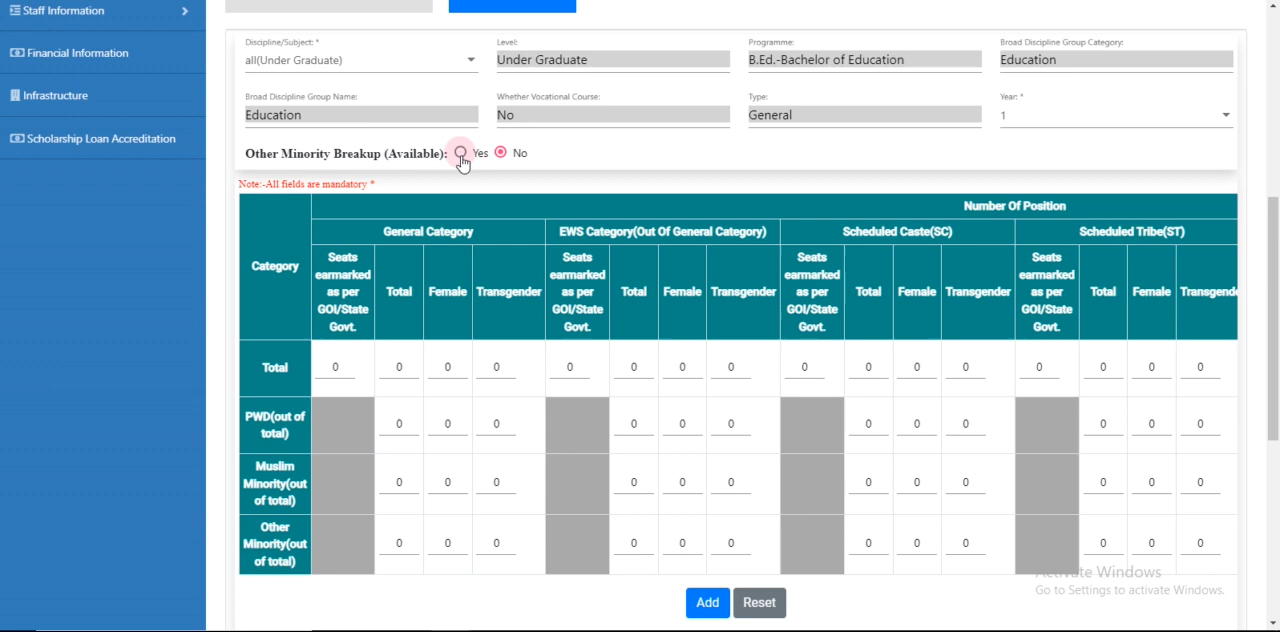 Staff Information
Financial Information
Infrastructure
Scholarship Loan Accreditation
Discipline/Subject: *
all(Under Graduate)
Level:
Under Graduate
Programme:
B.Ed.-Bachelor of Education
Broad Discipline Group Category:
Education
Broad Discipline Group Name:
Education
Whether Vocational Course:
No
Type:
General
Year: *
1
Other Minority Breakup (Available): Yes No
Note:-All fields are mandatory *
Number Of Position
Category
General Category
EWS Category(Out Of General Category)
Scheduled Caste(SC)
Scheduled Tribe(ST)
Seats earmarked as per GOI/State Govt. Total Female Transgender
Seats earmarked as per GOI/State Govt. Total Female Transgender
Seats earmarked as per GOI/State Govt. Total Female Transgender
Seats earmarked as per GOI/State Govt. Total Female Transgende
Total 0 0 0 0 0 0 0 0 0 0 0 0 0 0 0 0
PWD(out of total) 0 0 0 0 0 0 0 0 0 0 0 0
Muslim Minority(out of total) 0 0 0 0 0 0 0 0 0 0 0 0
Other Minority(out of total) 0 0 0 0 0 0 0 0 0 0 0 0
Activate Windows
Go to Settings to activate Windows.
Add
Reset